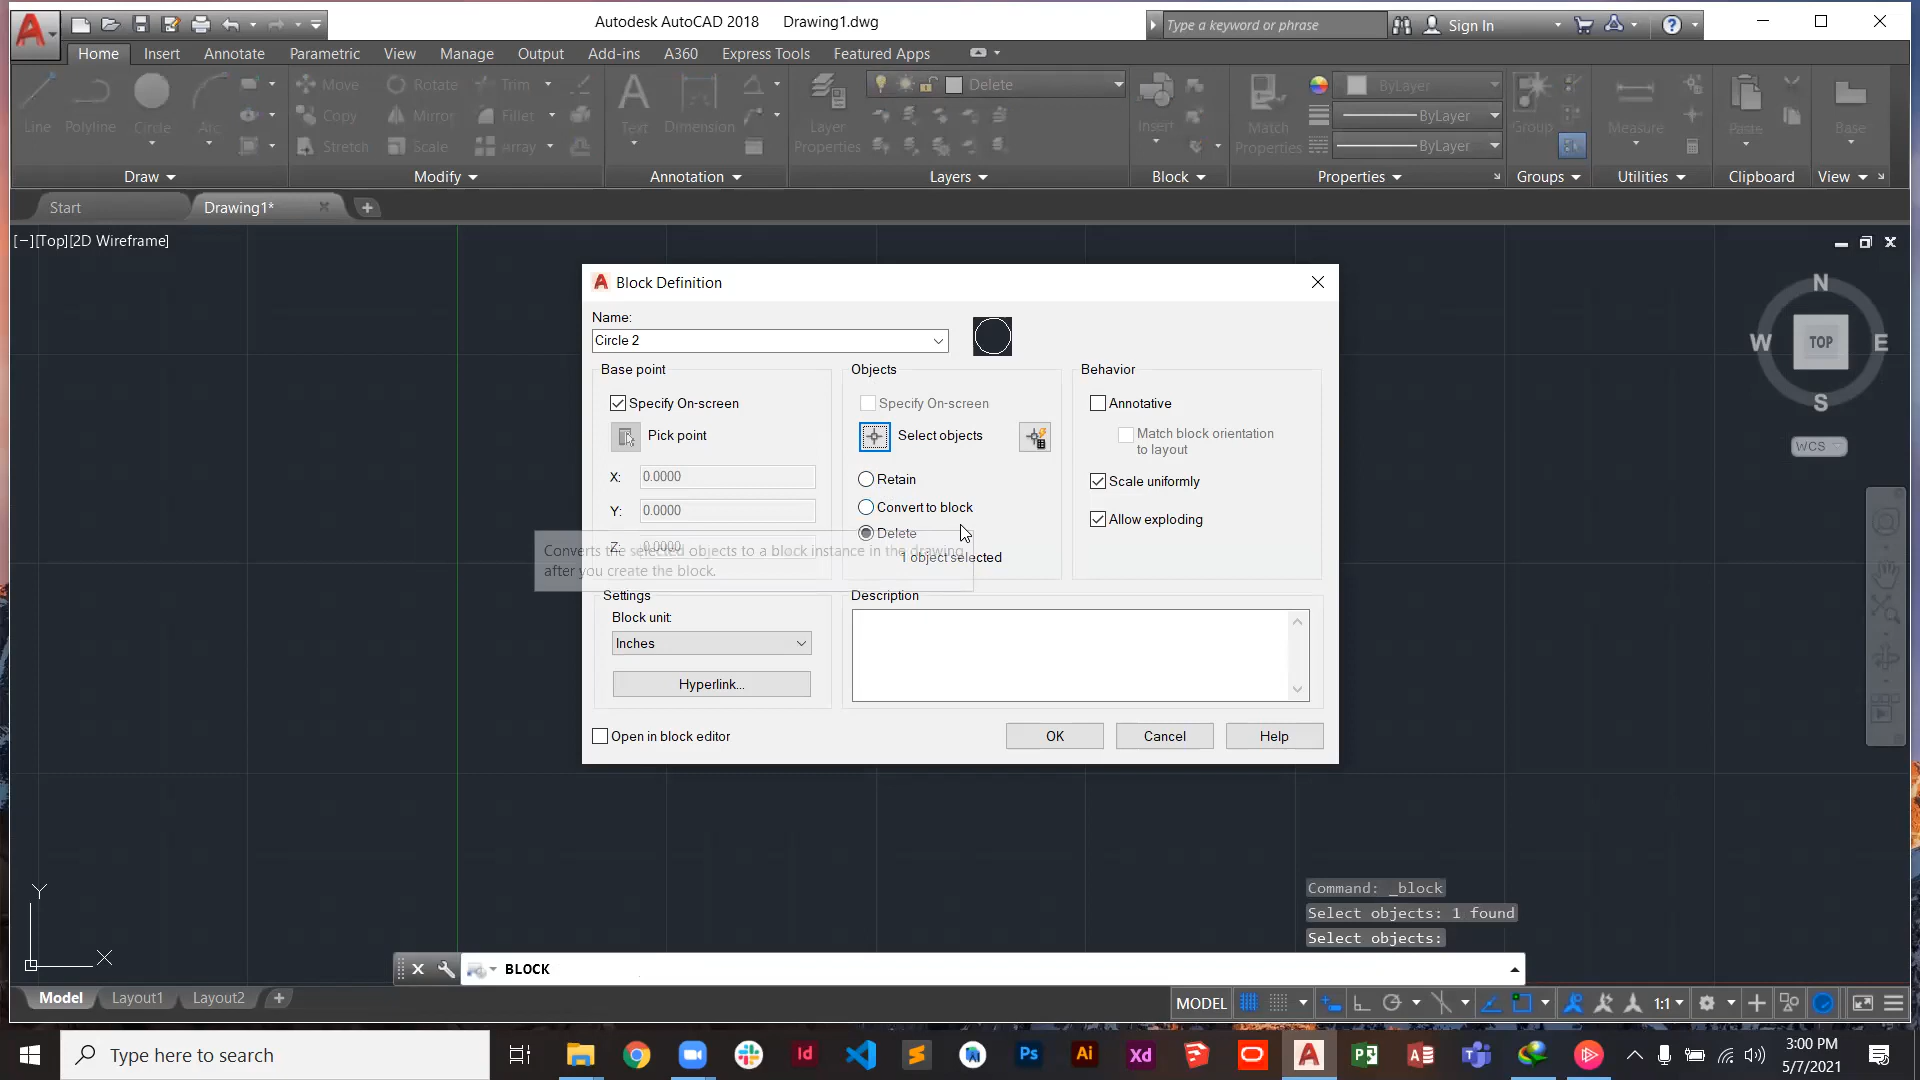 Autodesk AutoCAD 2018 Drawing1.dwg
Type a keyword or phrase
Sign In
Home Insert Annotate Parametric View Manage Output Add-ins A360 Express Tools Featured Apps
Line Polyline Circle Arc
Move Rotate Trim
Copy Mirror Fillet
Stretch Scale Array
Text Dimension
Layer
Properties
Delete
Insert
Match
Properties
ByLayer
ByLayer
ByLayer
Group
Measure
Paste
Base
Draw Modify Annotation Layers Block Properties Groups Utilities Clipboard View
Start Drawing1*
[−][Top][2D Wireframe]
N
W TOP E
S
WCS
Block Definition
Name:
Circle 2
Base point
Specify On-screen
Pick point
X: 0.0000
Y: 0.0000
Z: 0.0000
Objects
Specify On-screen
Select objects
Retain
Convert to block
Delete
1 object selected
Behavior
Annotative
Match block orientation
to layout
Scale uniformly
Allow exploding
Converts the selected objects to a block instance in the drawing
after you create the block.
Settings
Block unit:
Inches
Hyperlink...
Description
Open in block editor
OK Cancel Help
Command: _block
Select objects: 1 found
Select objects:
Y
X
BLOCK
Model Layout1 Layout2
MODEL
1:1
Type here to search
3:00 PM
5/7/2021